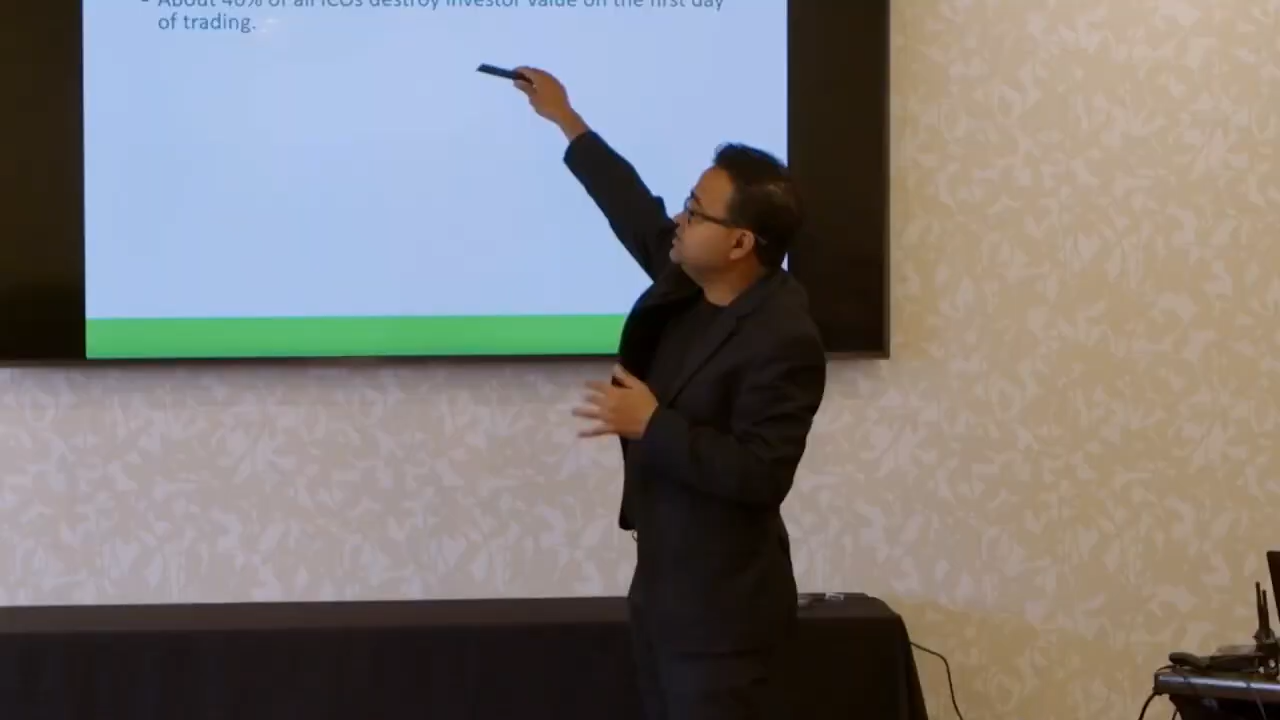 - About 40% of all ICOs destroy investor value on the first day
of trading.